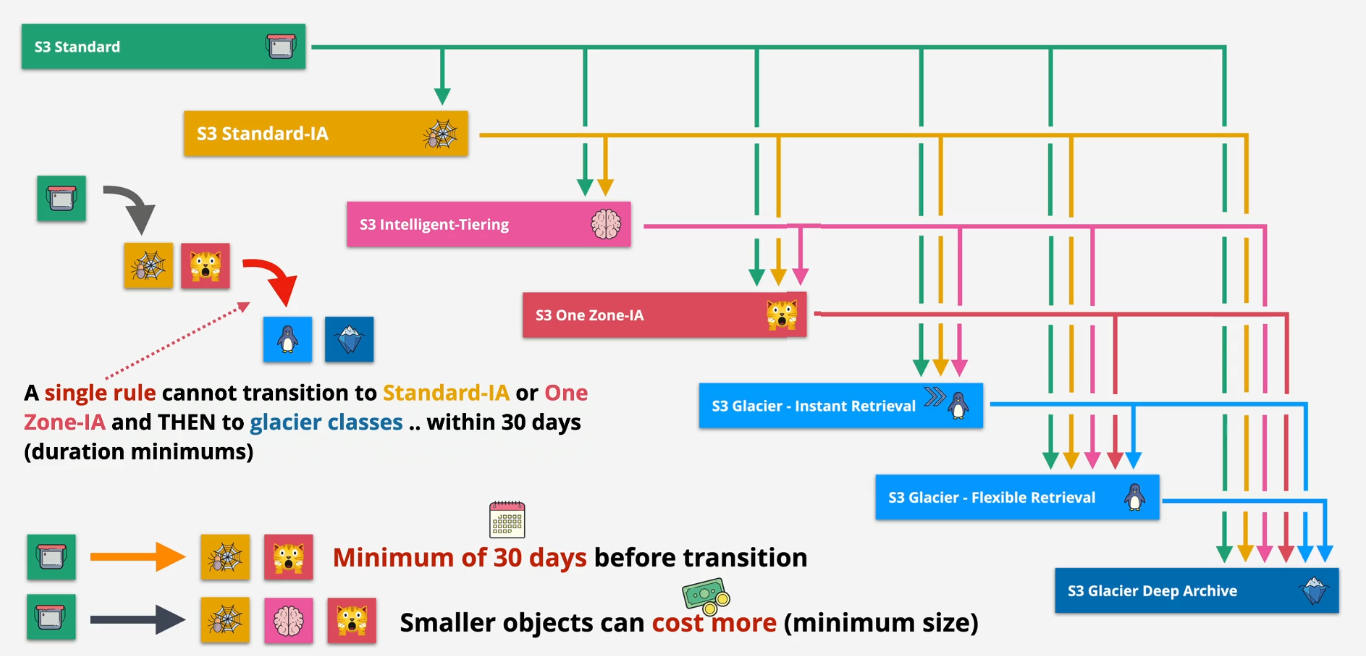 S3 Standard
S3 Standard-IA
S3 Intelligent-Tiering
S3 One Zone-IA
S3 Glacier - Instant Retrieval
S3 Glacier - Flexible Retrieval
S3 Glacier Deep Archive
A single rule cannot transition to Standard-IA or One
Zone-IA and THEN to glacier classes .. within 30 days
(duration minimums)
Minimum of 30 days before transition
Smaller objects can cost more (minimum size)